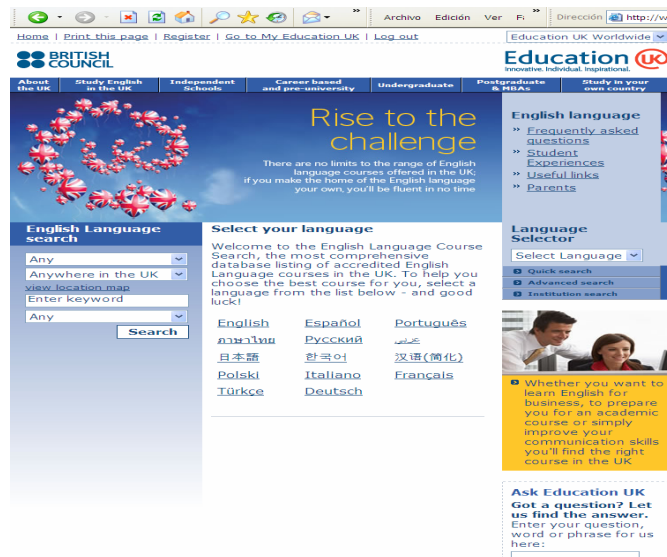 Archivo Edición Ver
Dirección http://w
Home | Print this page | Register | Go to My Education UK | Log out
Education UK Worldwide
BRITISH
COUNCIL
Education UK
Innovative. Individual. Inspirational.
About
the UK
Study English
in the UK
Independent
Schools
Career based
and pre-university
Undergraduate
Postgraduate
& MBAs
Study in your
own country
Rise to the
challenge
There are no limits to the range of English
language courses offered in the UK;
if you make the home of the English language
your own, you'll be fluent in no time
English language
» Frequently asked
questions
» Student
Experiences
» Useful links
» Parents
English Language
search
Any
Anywhere in the UK
view location map
Enter keyword
Any
Search
Select your language
Welcome to the English Language Course
Search, the most comprehensive
database listing of accredited English
Language courses in the UK. To help you
choose the best course for you, select a
language from the list below - and good
luck!
English Español Português
ภาษาไทย Русский عربي
日本語 한국어 汉语(简化)
Polski Italiano Français
Türkçe Deutsch
Language
Selector
Select Language
Quick search
Advanced search
Institution search
Whether you want to
learn English for
business, to prepare
you for an academic
course or simply
improve your
communication skills
you'll find the right
course in the UK
Ask Education UK
Got a question? Let
us find the answer.
Enter your question,
word or phrase for us
here: